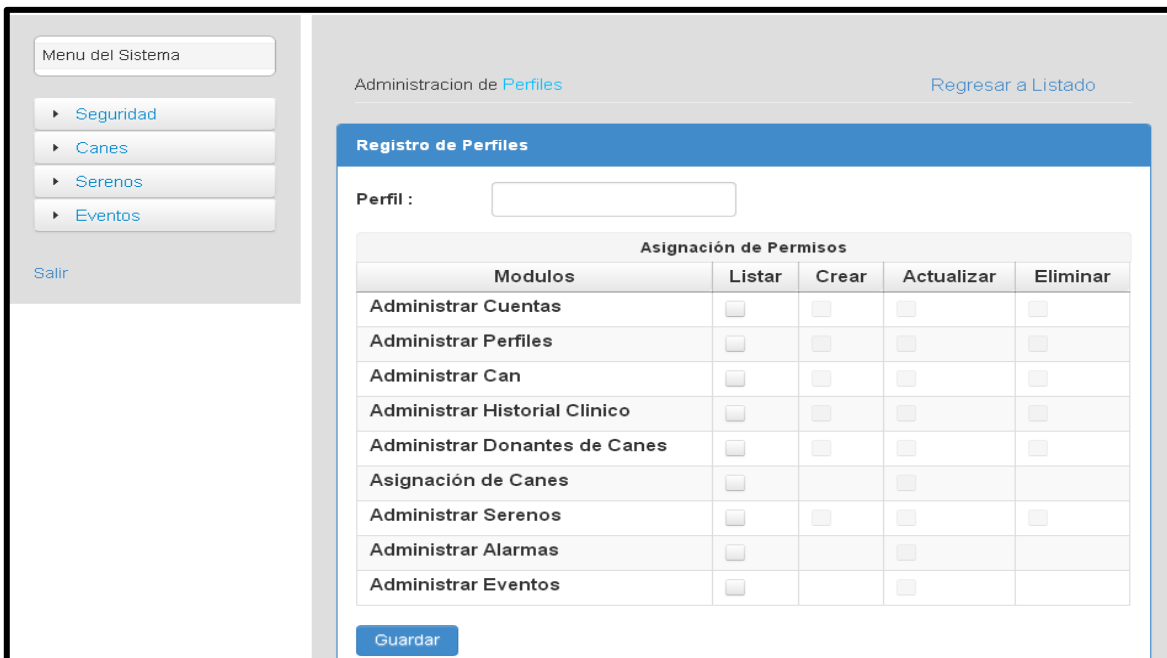 Menu del Sistema
Seguridad
Canes
Serenos
Eventos
Salir
Administracion de Perfiles
Regresar a Listado
Registro de Perfiles
Perfil :
Asignación de Permisos
Modulos Listar Crear Actualizar Eliminar
Administrar Cuentas
Administrar Perfiles
Administrar Can
Administrar Historial Clinico
Administrar Donantes de Canes
Asignación de Canes
Administrar Serenos
Administrar Alarmas
Administrar Eventos
Guardar